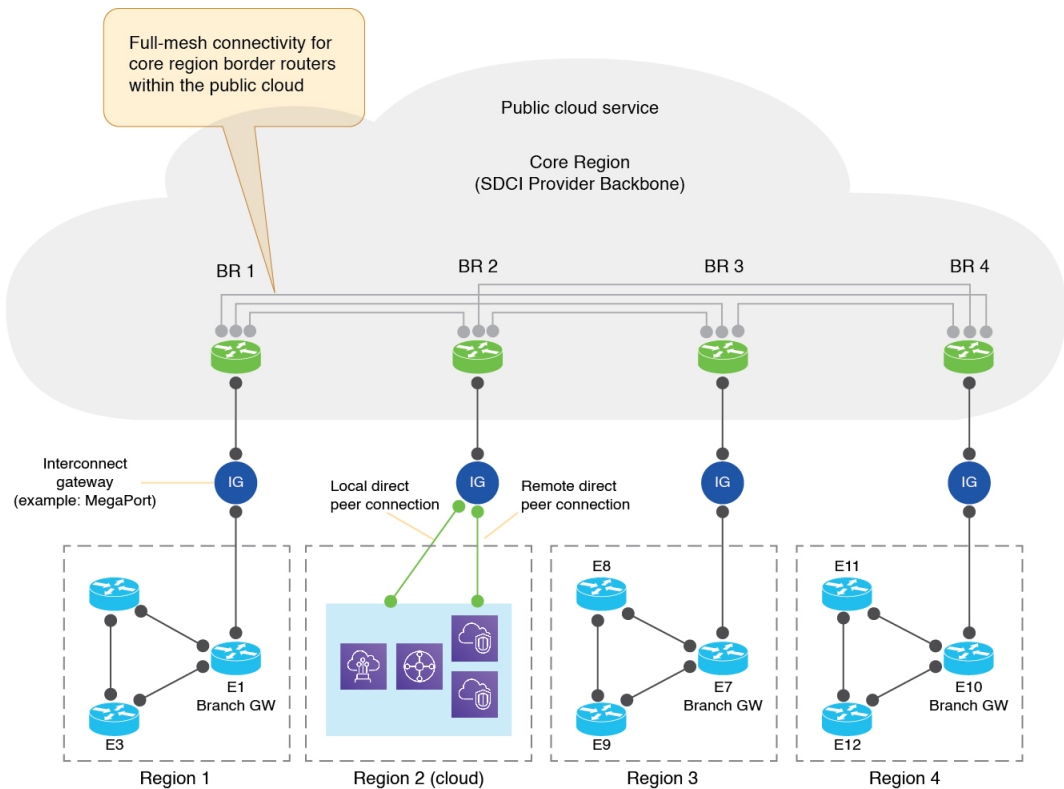 Full-mesh connectivity for
core region border routers
within the public cloud
Public cloud service
Core Region
(SDCI Provider Backbone)
BR 1
BR 2
BR 3
BR 4
Interconnect
gateway
(example: MegaPort)
IG
Local direct
peer connection
IG
Remote direct
peer connection
IG
IG
E1
Branch GW
E3
Region 1
Region 2 (cloud)
E8
E7
Branch GW
E9
Region 3
E11
E10
Branch GW
E12
Region 4